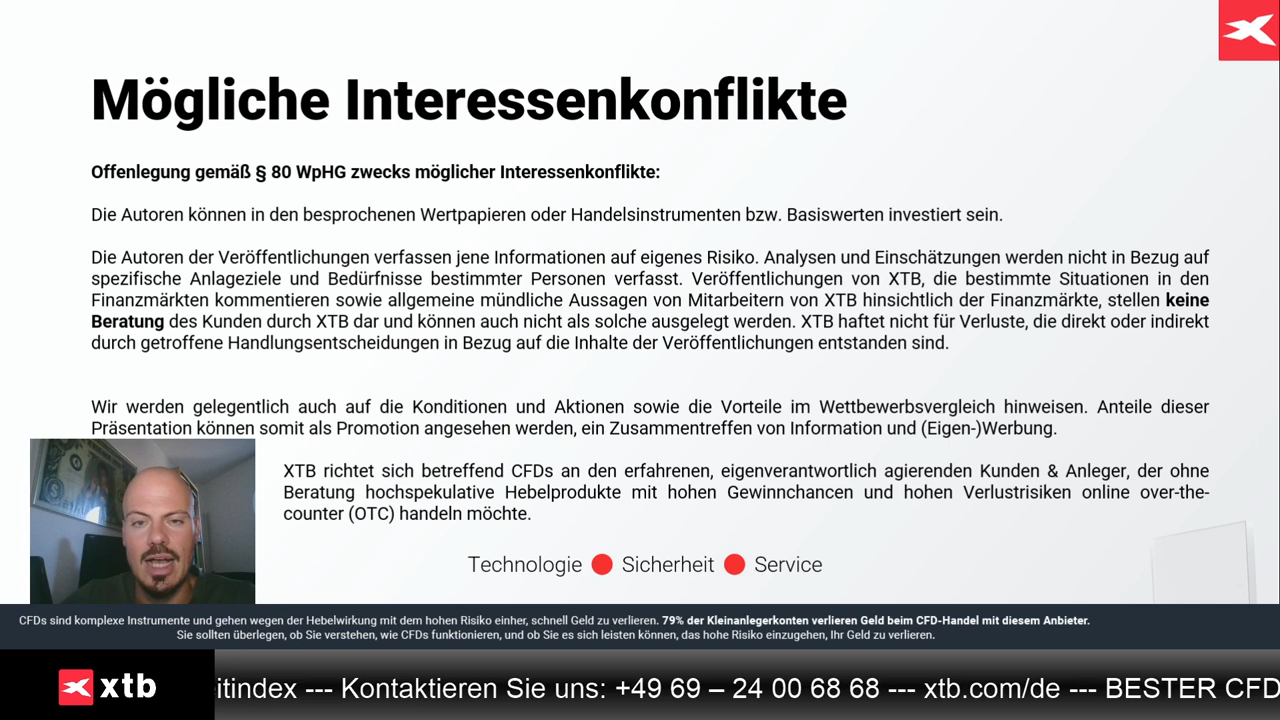 Mögliche Interessenkonflikte
Offenlegung gemäß § 80 WpHG zwecks möglicher Interessenkonflikte:
Die Autoren können in den besprochenen Wertpapieren oder Handelsinstrumenten bzw. Basiswerten investiert sein.
Die Autoren der Veröffentlichungen verfassen jene Informationen auf eigenes Risiko. Analysen und Einschätzungen werden nicht in Bezug auf
spezifische Anlageziele und Bedürfnisse bestimmter Personen verfasst. Veröffentlichungen von XTB, die bestimmte Situationen in den
Finanzmärkten kommentieren sowie allgemeine mündliche Aussagen von Mitarbeitern von XTB hinsichtlich der Finanzmärkte, stellen keine
Beratung des Kunden durch XTB dar und können auch nicht als solche ausgelegt werden. XTB haftet nicht für Verluste, die direkt oder indirekt
durch getroffene Handlungsentscheidungen in Bezug auf die Inhalte der Veröffentlichungen entstanden sind.
Wir werden gelegentlich auch auf die Konditionen und Aktionen sowie die Vorteile im Wettbewerbsvergleich hinweisen. Anteile dieser
Präsentation können somit als Promotion angesehen werden, ein Zusammentreffen von Information und (Eigen-)Werbung.
XTB richtet sich betreffend CFDs an den erfahrenen, eigenverantwortlich agierenden Kunden & Anleger, der ohne
Beratung hochspekulative Hebelprodukte mit hohen Gewinnchancen und hohen Verlustrisiken online over-the-
counter (OTC) handeln möchte.
Technologie Sicherheit Service
CFDs sind komplexe Instrumente und gehen wegen der Hebelwirkung mit dem hohen Risiko einher, schnell Geld zu verlieren. 79% der Kleinanlegerkonten verlieren Geld beim CFD-Handel mit diesem Anbieter.
Sie sollten überlegen, ob Sie verstehen, wie CFDs funktionieren, und ob Sie es sich leisten können, das hohe Risiko einzugehen, Ihr Geld zu verlieren.
xtb itindex --- Kontaktieren Sie uns: +49 69 – 24 00 68 68 --- xtb.com/de --- BESTER CFD